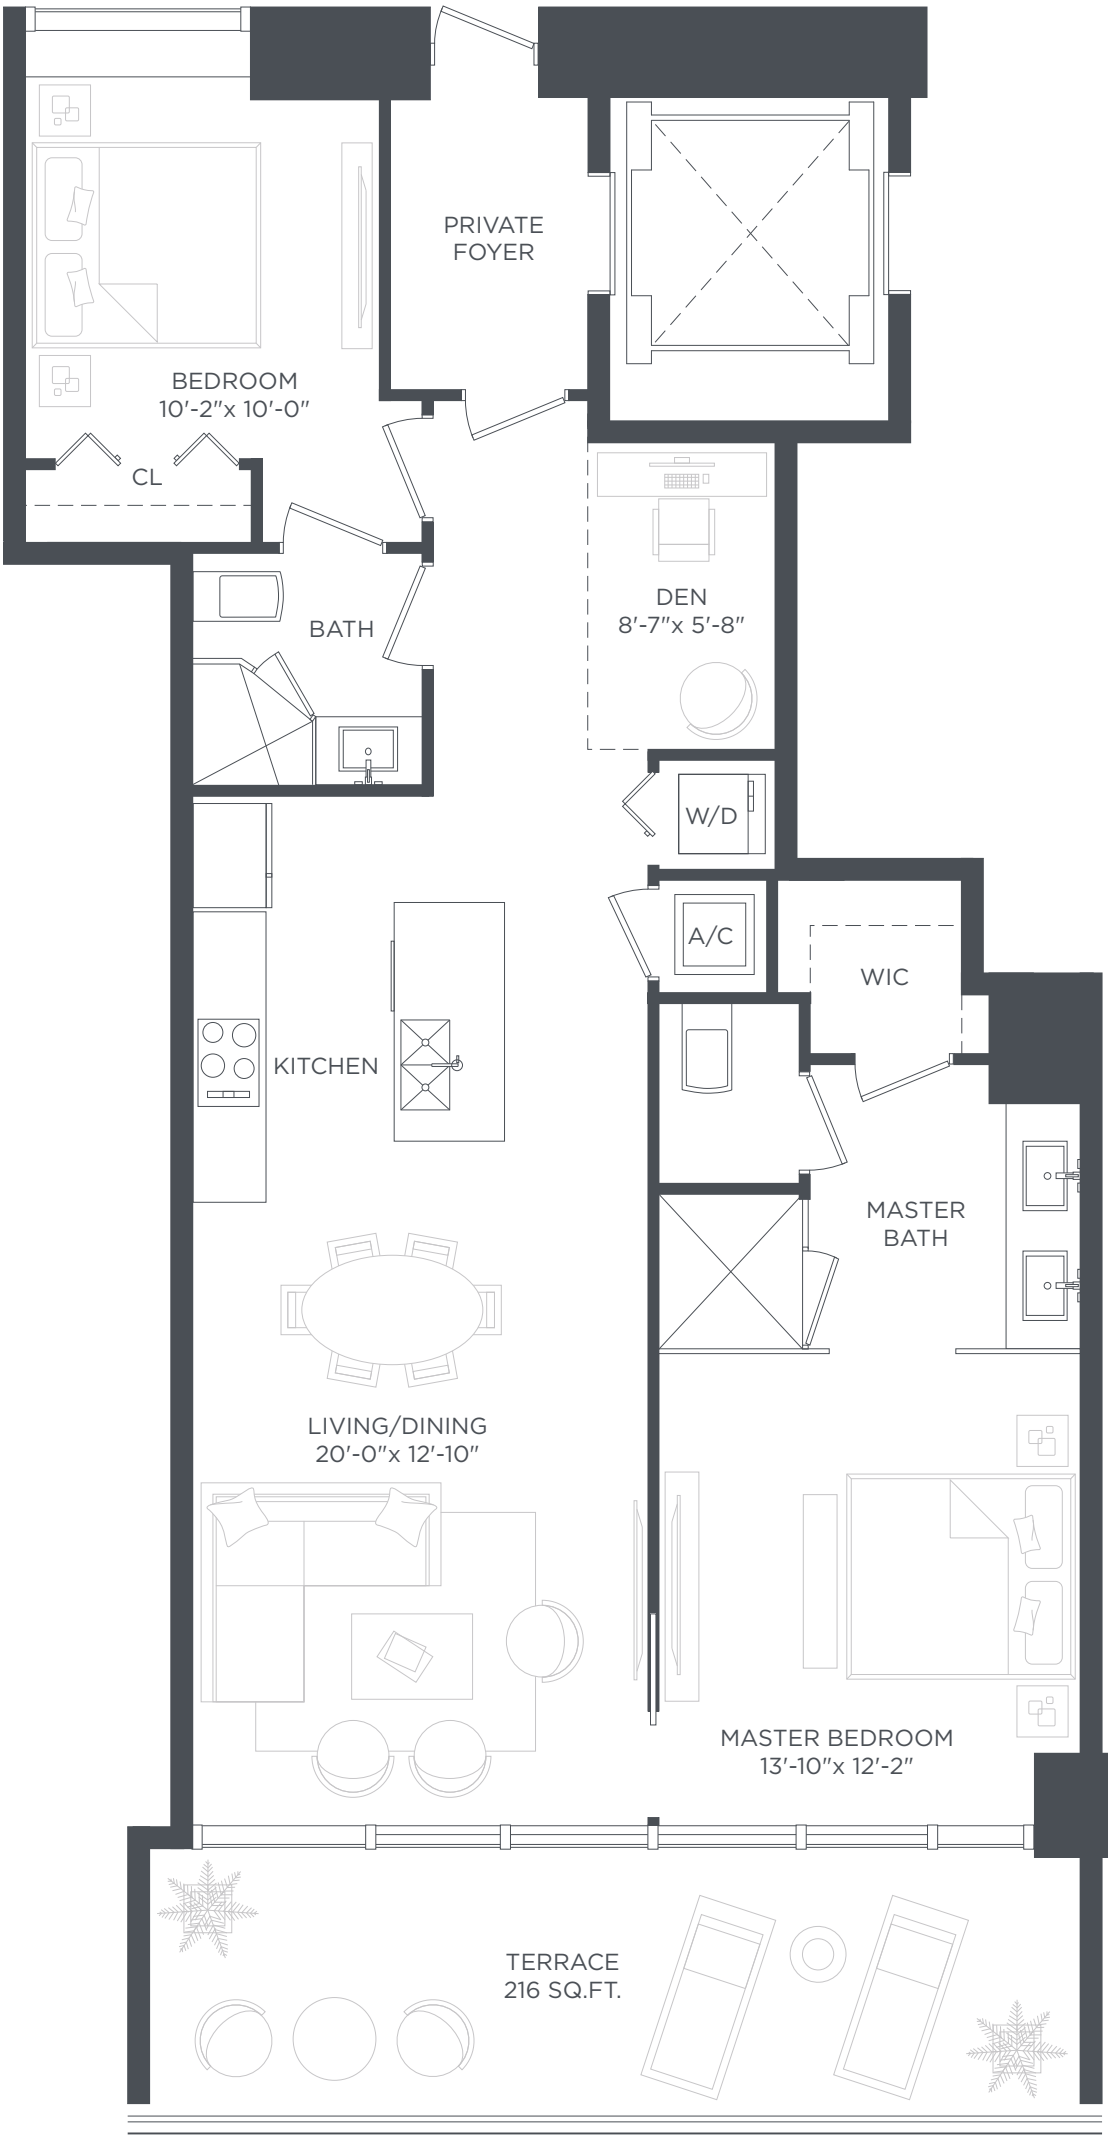 PRIVATE
FOYER
BEDROOM
10'-2"x 10'-0"
CL
DEN
8'-7"x 5'-8"
BATH
W/D
A/C
WIC
KITCHEN
MASTER
BATH
LIVING/DINING
20'-0"x 12'-10"
MASTER BEDROOM
13'-10"x 12'-2"
TERRACE
216 SQ.FT.